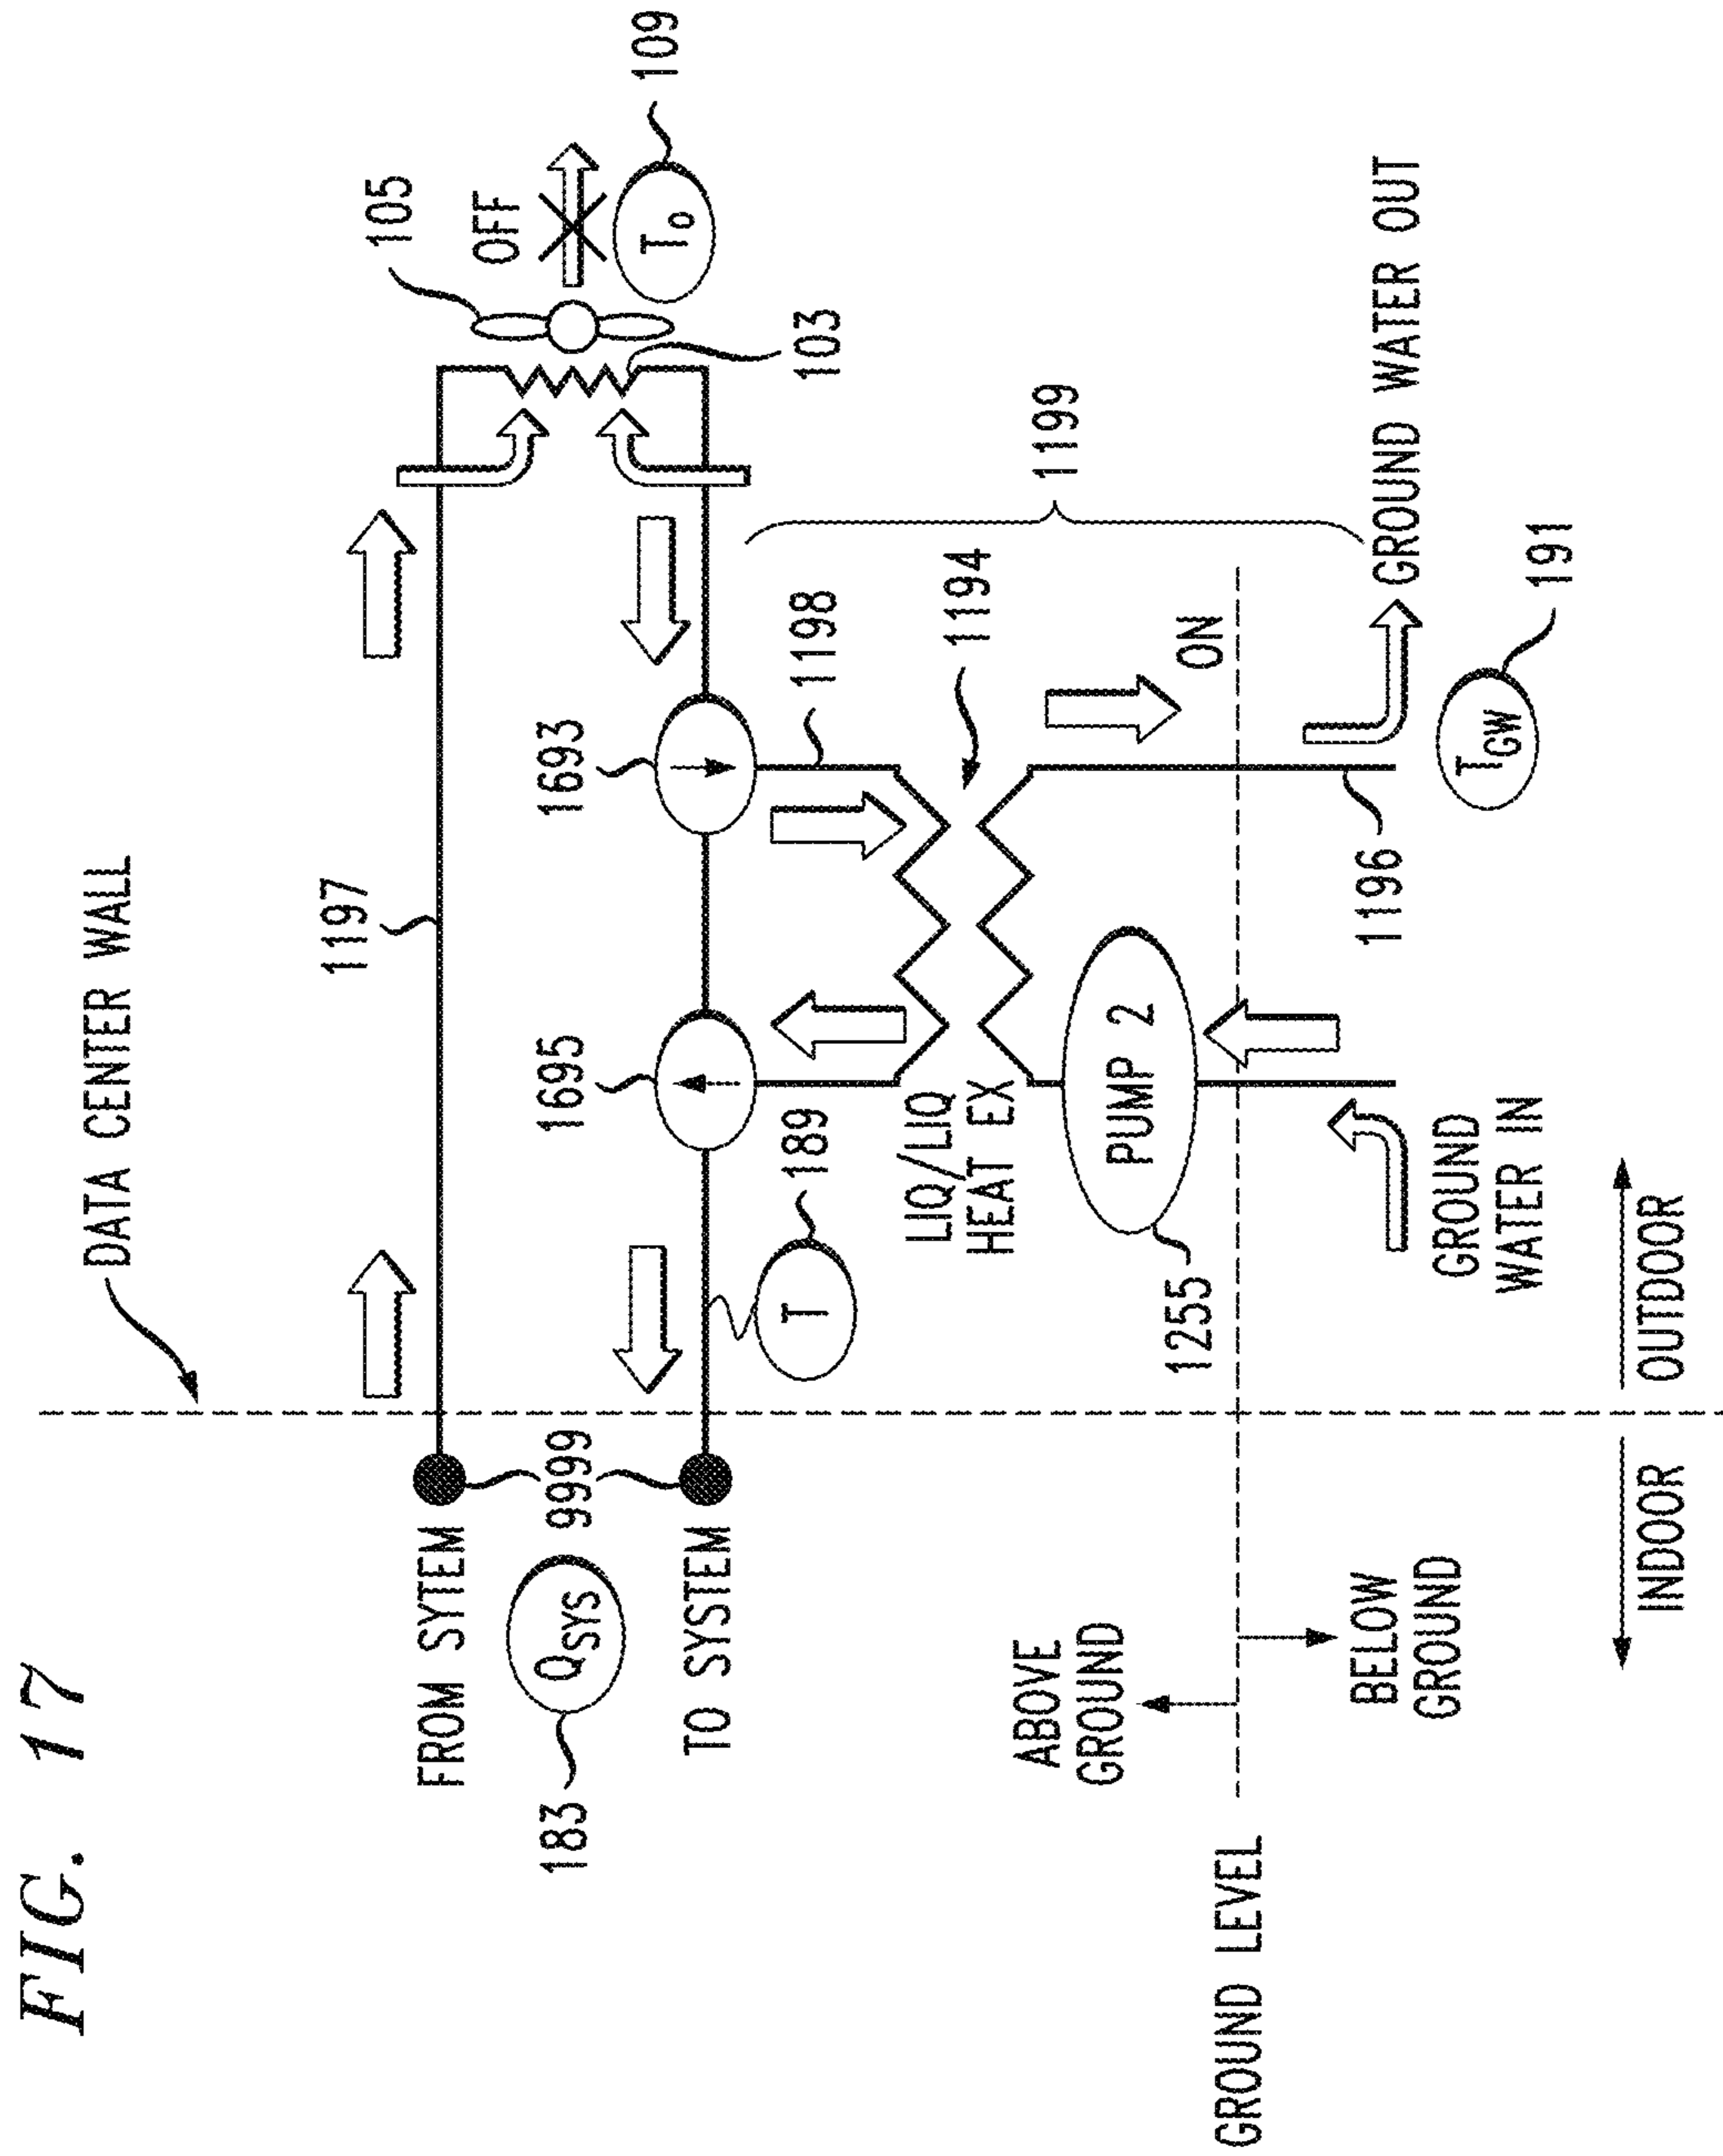 FIG. 17
DATA CENTER WALL
1197
105
OFF
109
T0
103
FROM SYTEM
9999
183
QSYS
TO SYSTEM
1693
1695
189
T
1198
1199
1194
LIQ/LIQ
HEAT EX
ON
PUMP 2
1255
ABOVE
GROUND
GROUND LEVEL
BELOW
GROUND
GROUND
WATER IN
1196
GROUND WATER OUT
TGW
191
INDOOR
OUTDOOR